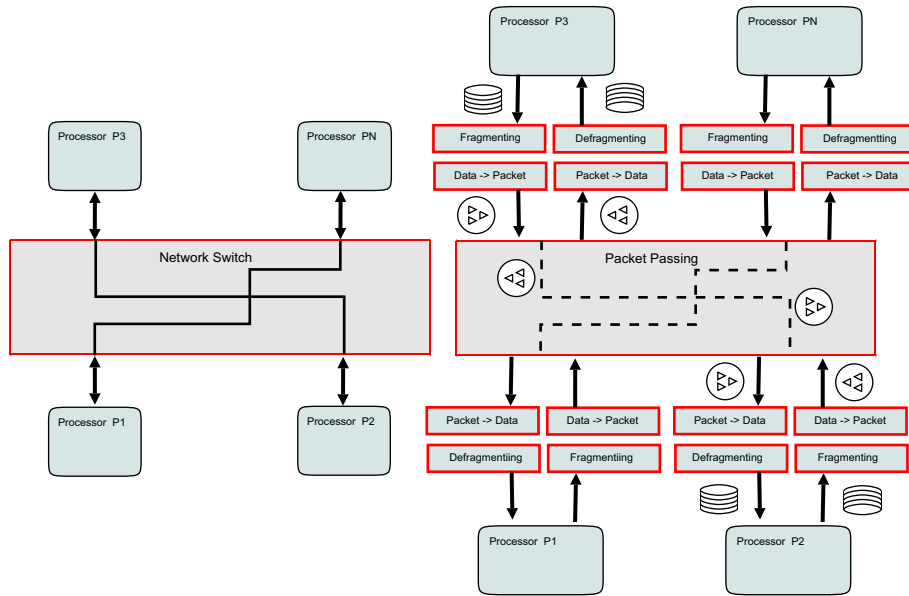 Processor P3
Processor PN
Network Switch
Processor P1
Processor P2
Processor P3
Processor PN
Fragmenting
Defragmenting
Fragmenting
Defragmentting
Data -> Packet
Packet -> Data
Data -> Packet
Packet -> Data
Packet Passing
Packet -> Data
Data -> Packet
Packet -> Data
Data -> Packet
Defragmentiing
Fragmentiing
Defragmenting
Fragmenting
Processor P1
Processor P2